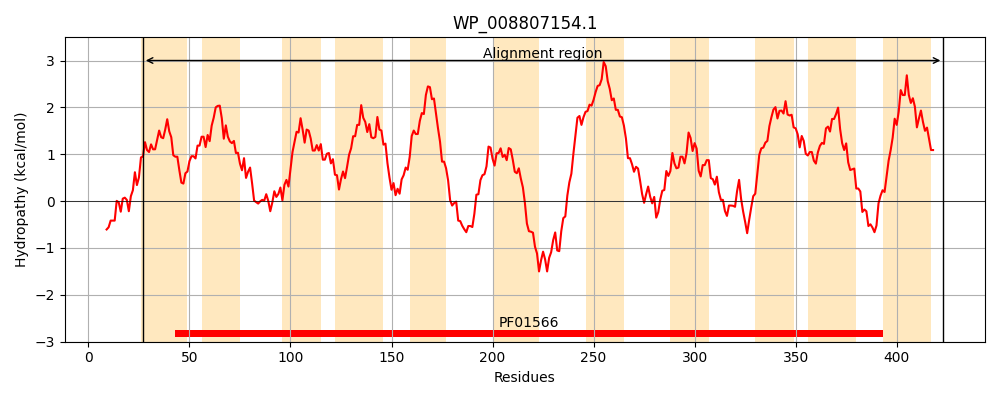 WP_008807154.1
Hydropathy (kcal/mol)
3
2
1
0
−1
−2
−3
Alignment region
PF01566
0 50 100 150 200 250 300 350 400
Residues